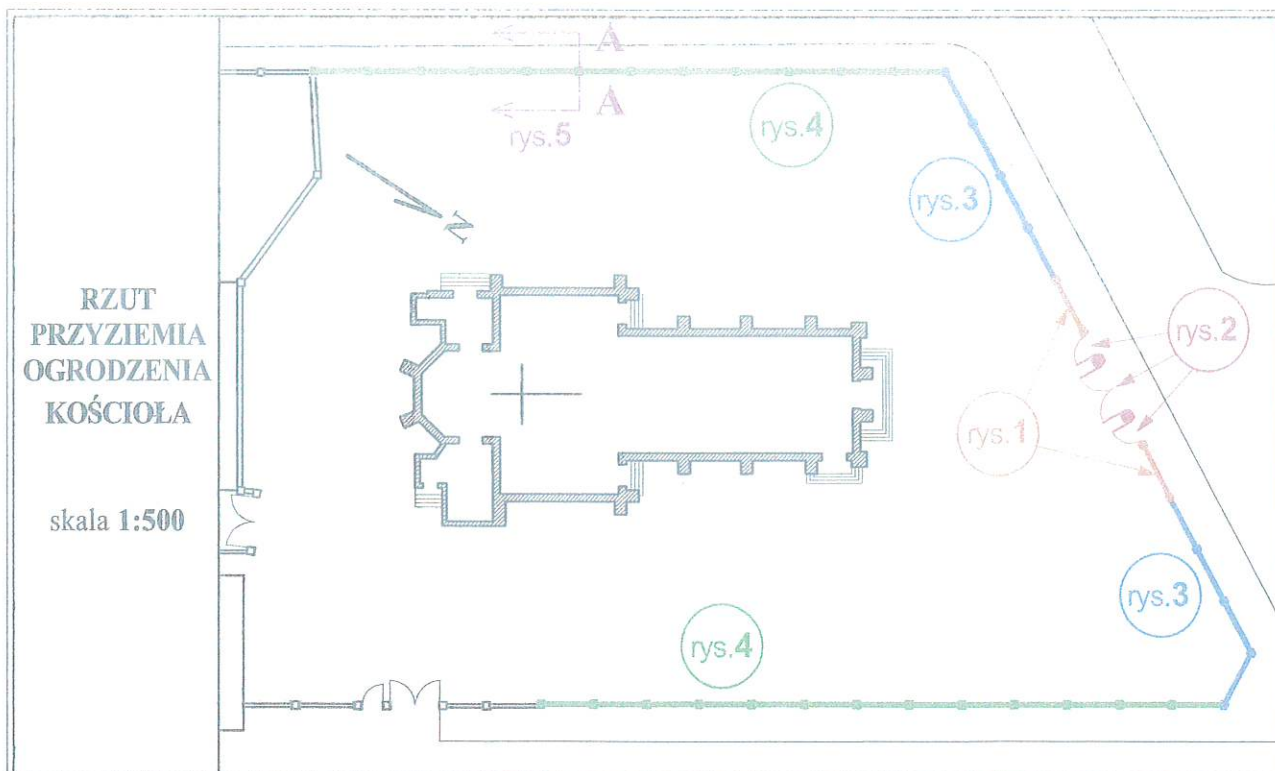 A
A
rys.5
rys.4
rys.3
N
RZUT
PRZYZIEMIA
OGRODZENIA
KOŚCIOŁA
skala 1:500
rys.2
rys.1
rys.3
rys.4